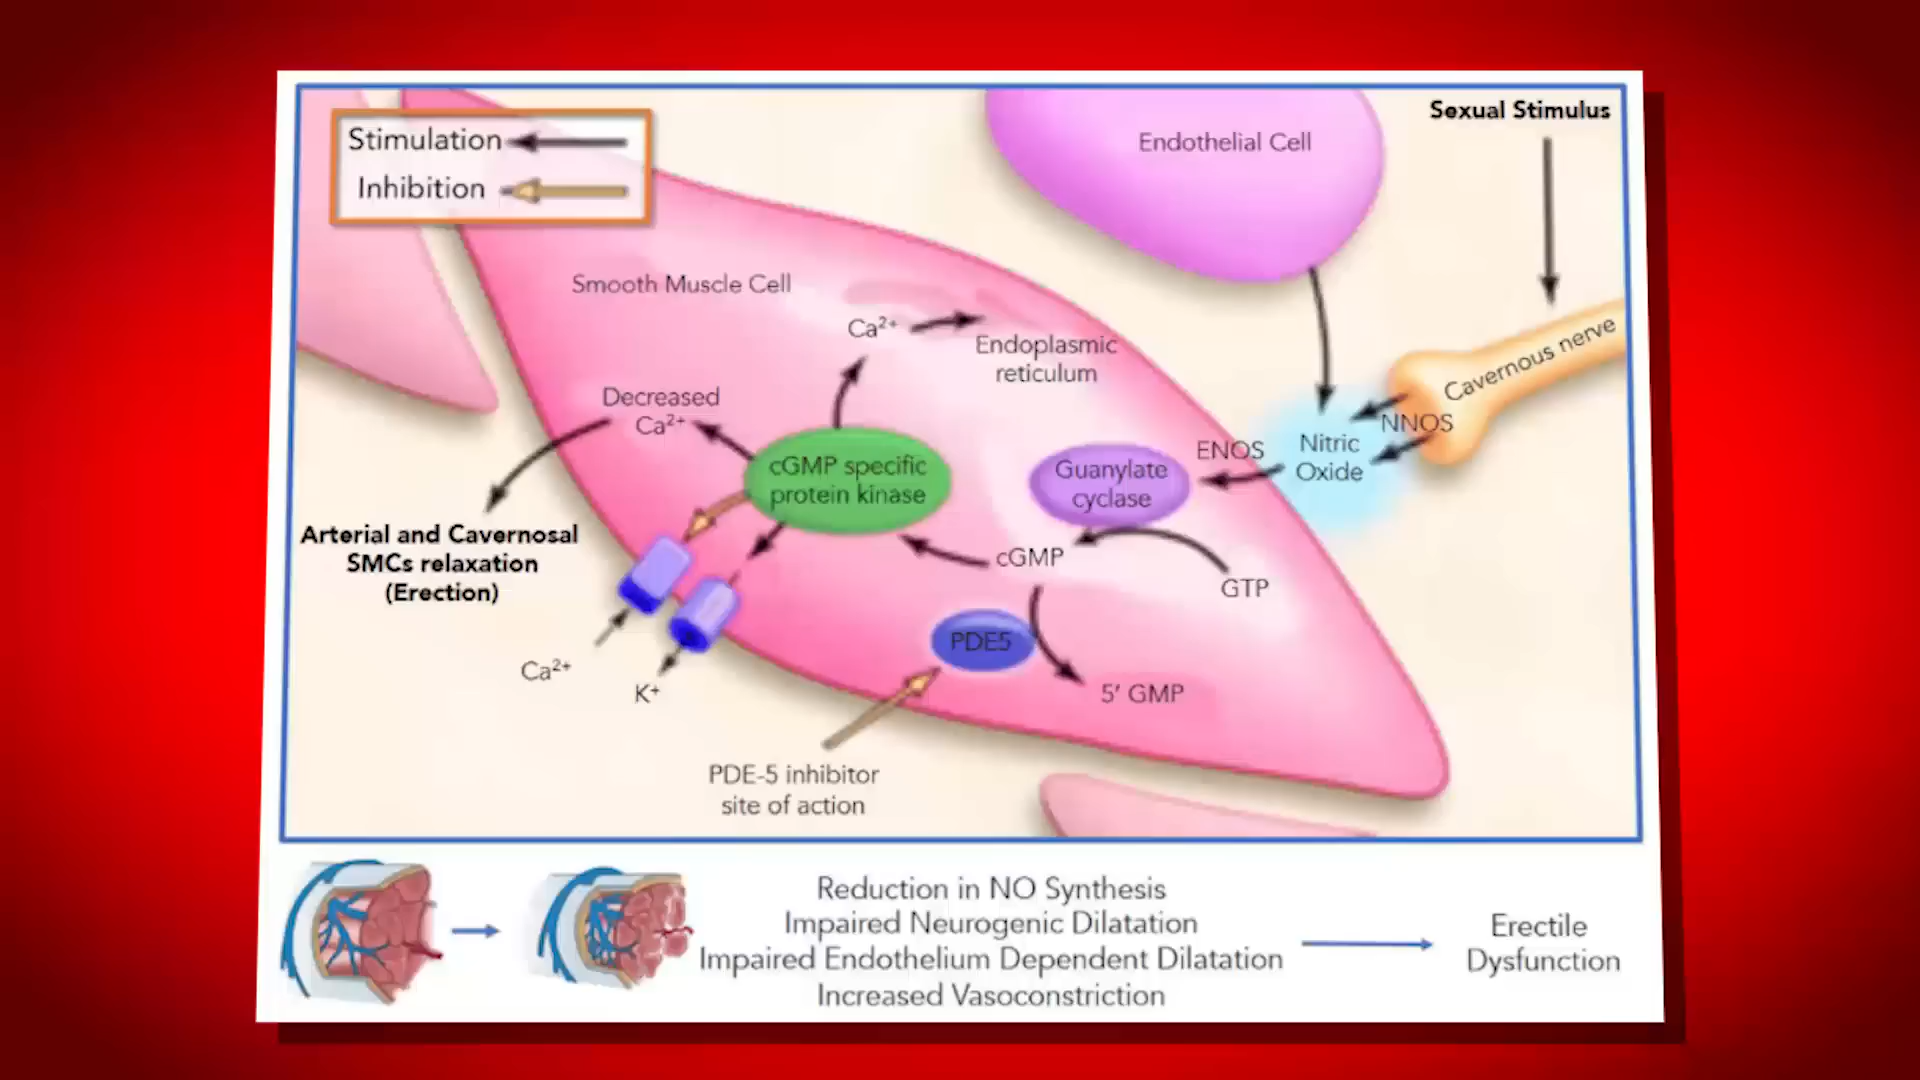 Stimulation
Inhibition
Endothelial Cell
Sexual Stimulus
Smooth Muscle Cell
Ca²⁺
Endoplasmic
reticulum
Cavernous nerve
Decreased
Ca²⁺
NNOS
Nitric
Oxide
ENOS
Guanylate
cyclase
cGMP specific
protein kinase
Arterial and Cavernosal
SMCs relaxation
(Erection)
cGMP
GTP
PDE5
Ca²⁺
K⁺
5' GMP
PDE-5 inhibitor
site of action
Reduction in NO Synthesis
Impaired Neurogenic Dilatation
Impaired Endothelium Dependent Dilatation
Increased Vasoconstriction
Erectile
Dysfunction